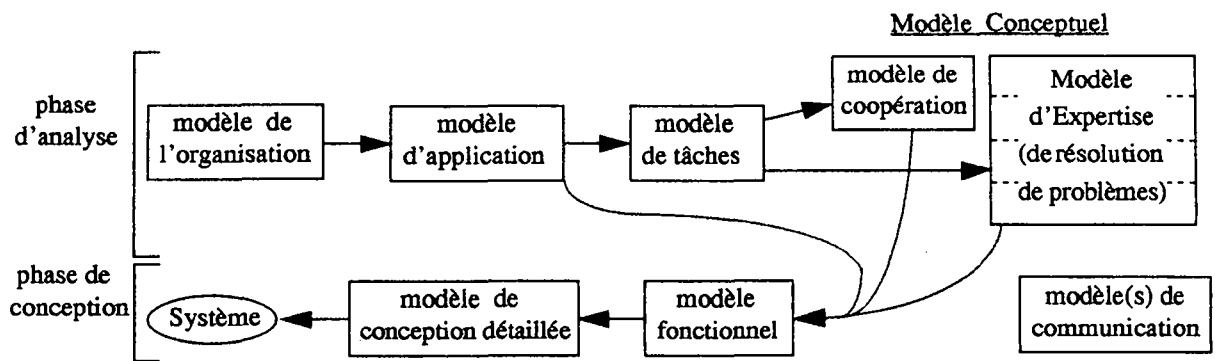 Modèle Conceptuel
phase
d'analyse
modèle de
l'organisation
modèle
d'application
modèle
de tâches
modèle de
coopération
Modèle
d'Expertise
(de résolution
de problèmes)
phase de
conception
Système
modèle de
conception détaillée
modèle
fonctionnel
modèle(s) de
communication